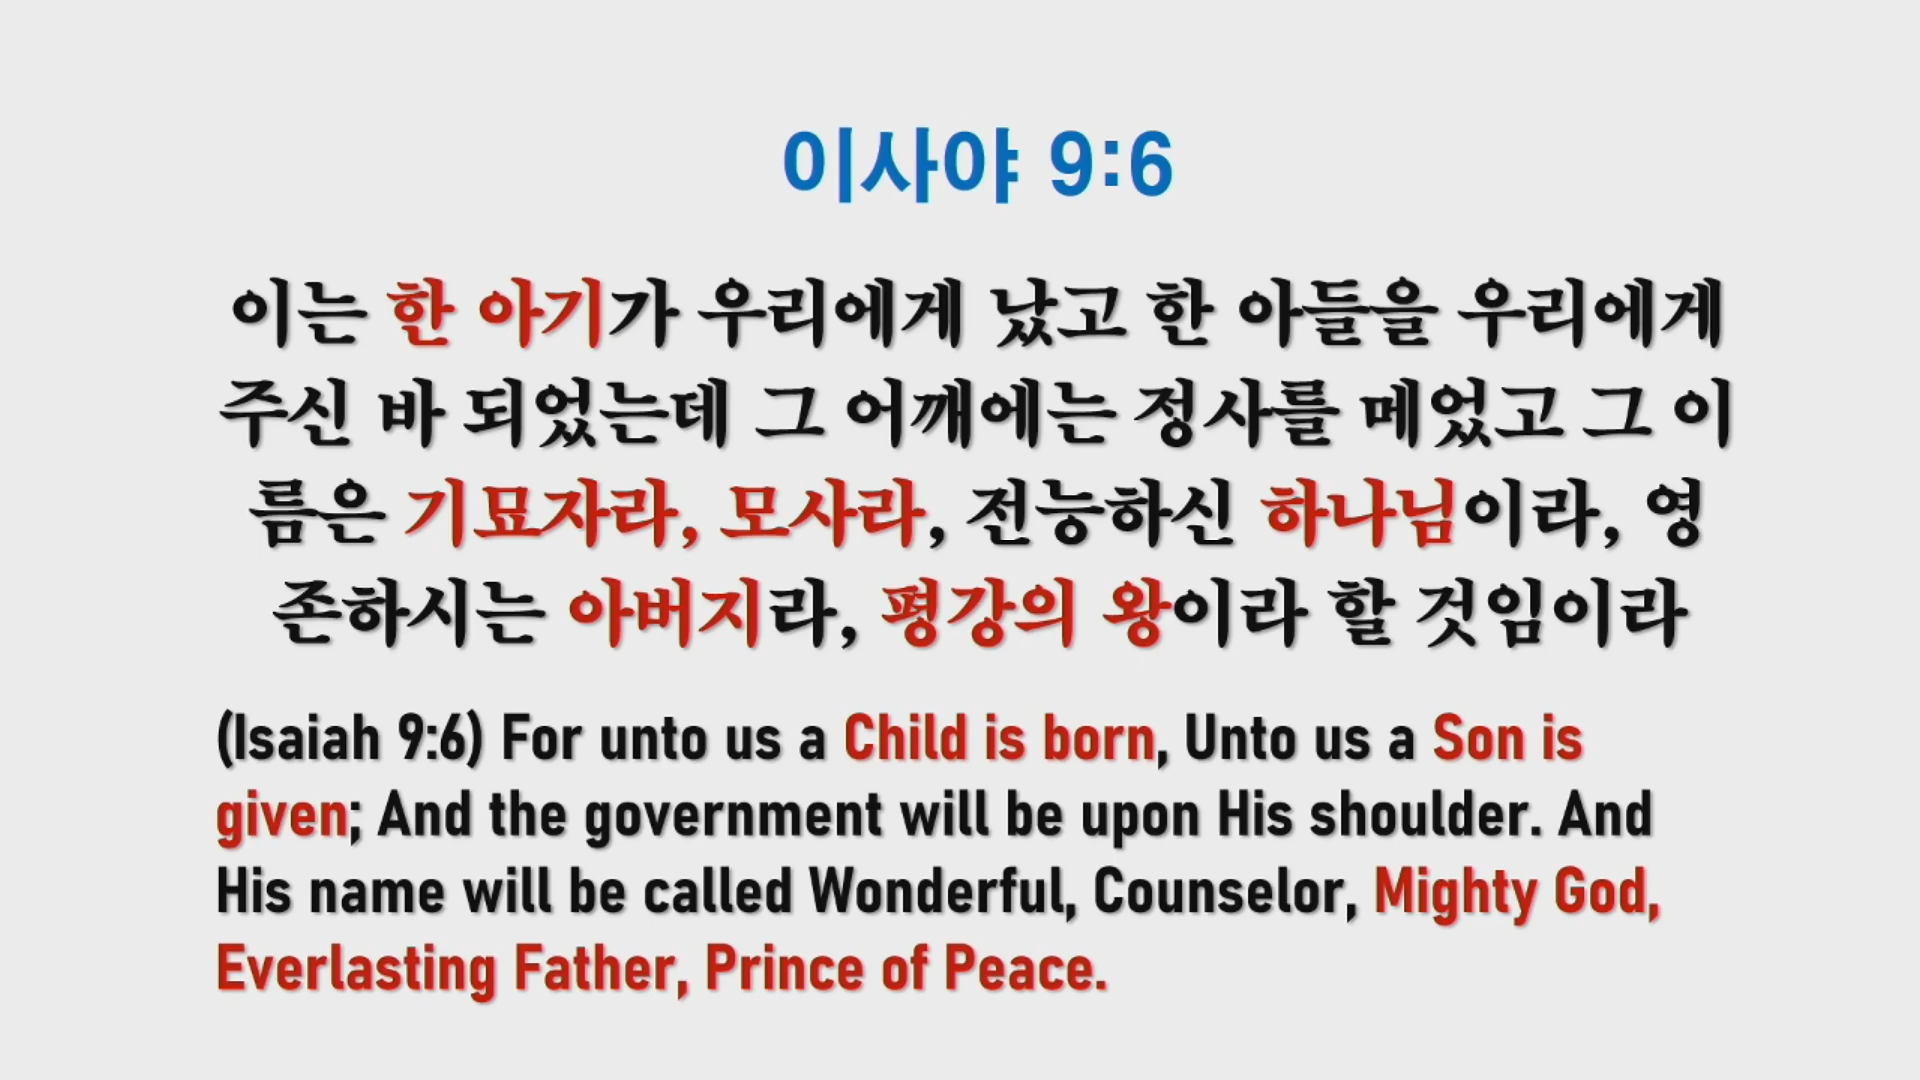 이사야 9:6
이는 한 아기가 우리에게 났고 한 아들을 우리에게
주신 바 되었는데 그 어깨에는 정사를 메었고 그 이
름은 기묘자라, 모사라, 전능하신 하나님이라, 영
존하시는 아버지라, 평강의 왕이라 할 것임이라
(Isaiah 9:6) For unto us a Child is born, Unto us a Son is
given; And the government will be upon His shoulder. And
His name will be called Wonderful, Counselor, Mighty God,
Everlasting Father, Prince of Peace.